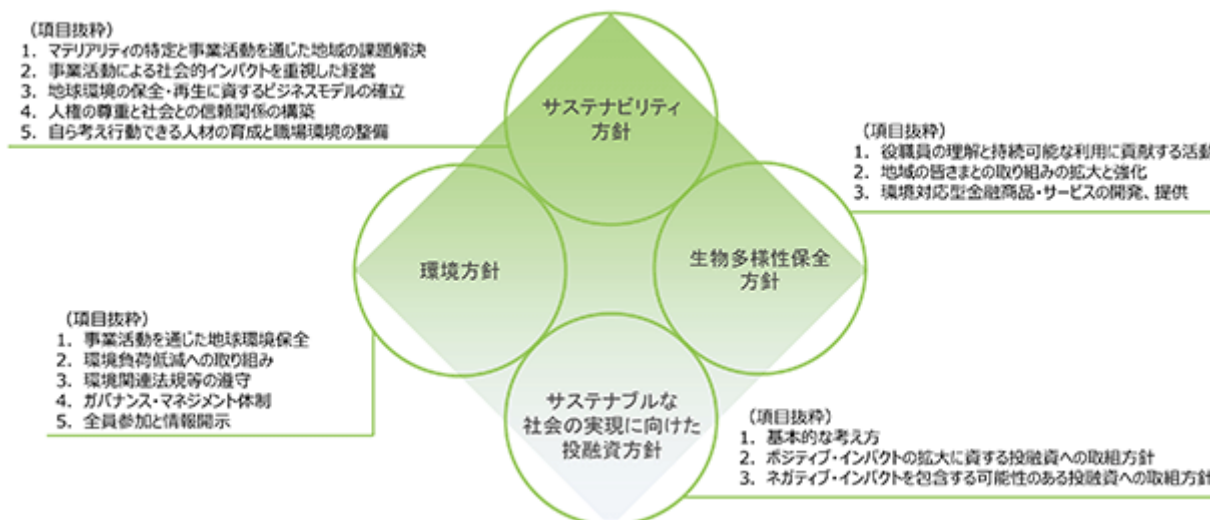 （項目抜粋）
1. マテリアリティの特定と事業活動を通じた地域の課題解決
2. 事業活動による社会的インパクトを重視した経営
3. 地球環境の保全・再生に資するビジネスモデルの確立
4. 人権の尊重と社会との信頼関係の構築
5. 自ら考え行動できる人材の育成と職場環境の整備
サステナビリティ
方針
（項目抜粋）
1. 役職員の理解と持続可能な利用に貢献する活動
2. 地域の皆さまとの取り組みの拡大と強化
3. 環境対応型金融商品・サービスの開発、提供
環境方針
生物多様性保全
方針
（項目抜粋）
1. 事業活動を通じた地球環境保全
2. 環境負荷低減への取り組み
3. 環境関連法規等の遵守
4. ガバナンス・マネジメント体制
5. 全員参加と情報開示
サステナブルな
社会の実現に向けた
投融資方針
（項目抜粋）
1. 基本的な考え方
2. ポジティブ・インパクトの拡大に資する投融資への取組方針
3. ネガティブ・インパクトを包含する可能性のある投融資への取組方針